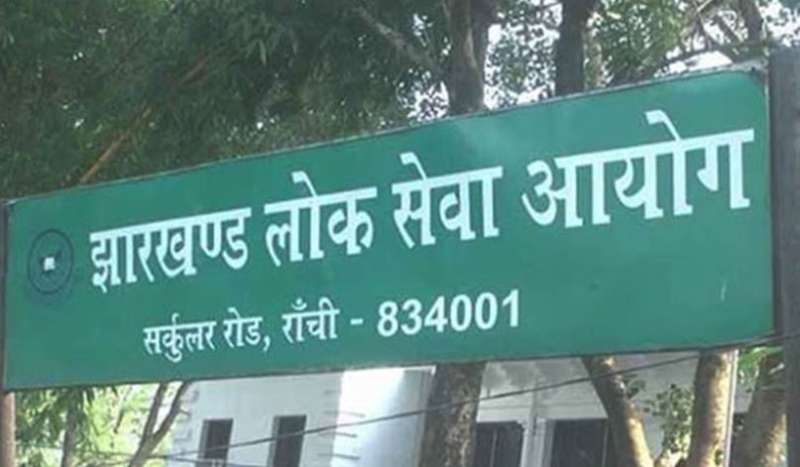 झारखण्ड लोक सेवा आयोग
सर्कुलर रोड, राँची - 834001